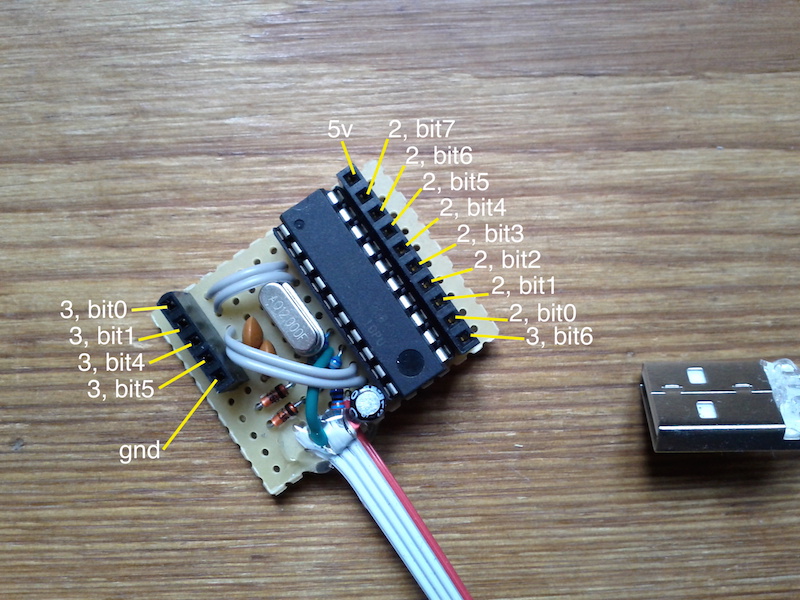 5v
2, bit7
2, bit6
2, bit5
2, bit4
2, bit3
2, bit2
2, bit1
2, bit0
3, bit6
3, bit0
3, bit1
3, bit4
3, bit5
gnd